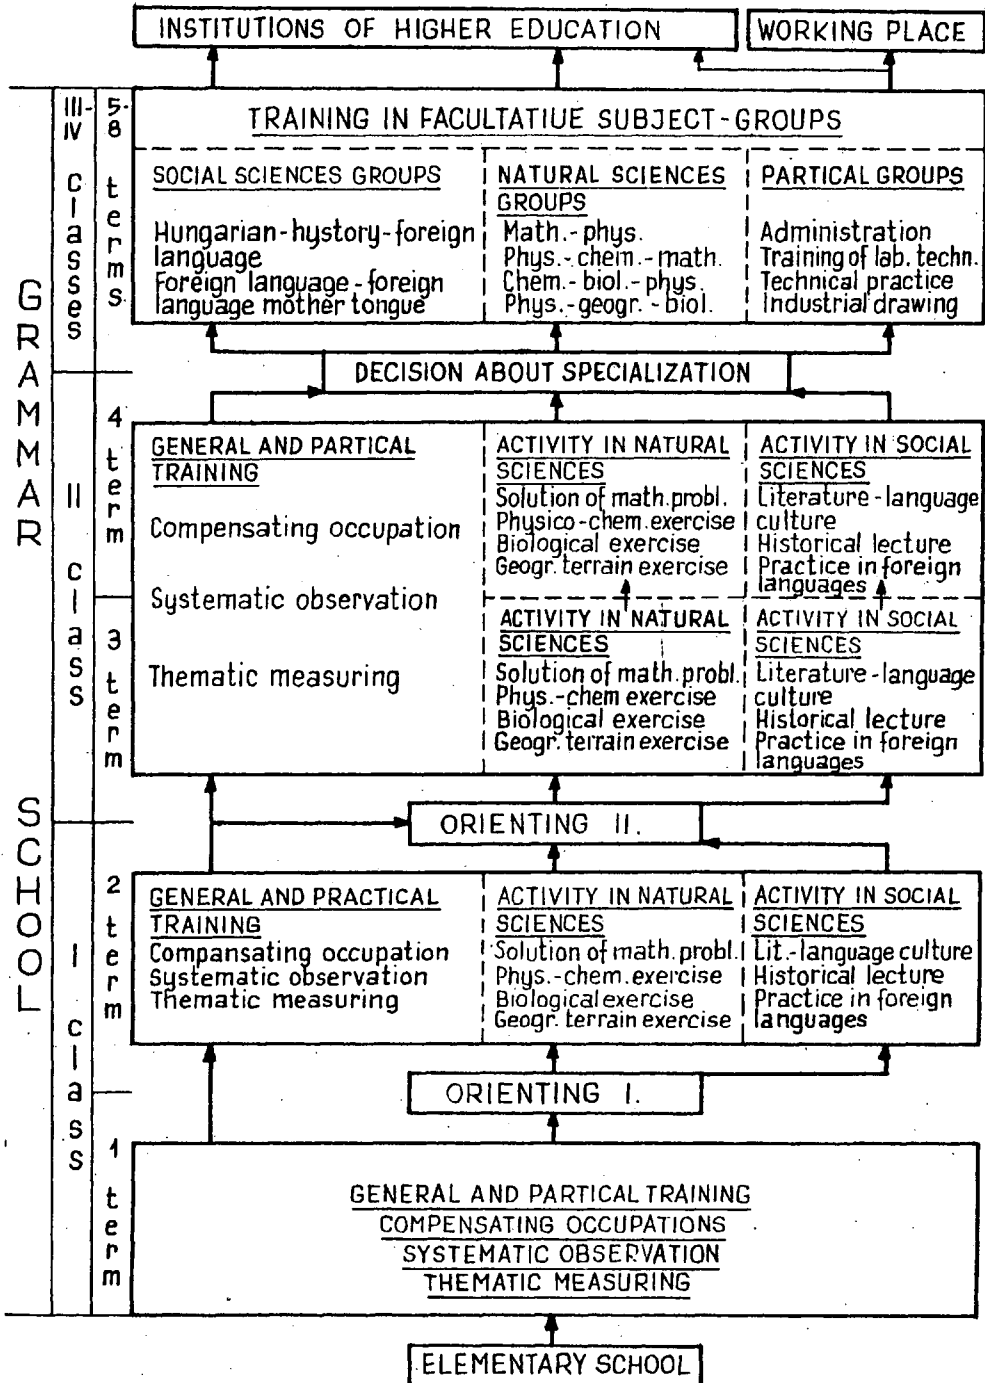 INSTITUTIONS OF HIGHER EDUCATION
WORKING PLACE
GRAMMAR SCHOOL
III-IV classes
5-8 terms
TRAINING IN FACULTATIUE SUBJECT-GROUPS
SOCIAL SCIENCES GROUPS
Hungarian-hystory-foreign
language
Foreign language-foreign
language mother tongue
NATURAL SCIENCES
GROUPS
Math.-phys.
Phys.-chem.-math.
Chem.-biol.-phys.
Phys.-geogr.-biol.
PARTICAL GROUPS
Administration
Training of lab. techn.
Technical practice
Industrial drawing
DECISION ABOUT SPECIALIZATION
II class
4 term
GENERAL AND PARTICAL
TRAINING
Compensating occupation
Systematic observation
Thematic measuring
ACTIVITY IN NATURAL
SCIENCES
Solution of math. probl.
Physico-chem. exercise
Biological exercise
Geogr. terrain exercise
ACTIVITY IN SOCIAL
SCIENCES
Literature-language
culture
Historical lecture
Practice in foreign
languages
3 term
ACTIVITY IN NATURAL
SCIENCES
Solution of math. probl.
Phys.-chem exercise
Biological exercise
Geogr. terrain exercise
ACTIVITY IN SOCIAL
SCIENCES
Literature-language
culture
Historical lecture
Practice in foreign
languages
ORIENTING II.
I class
2 term
GENERAL AND PRACTICAL
TRAINING
Compansating occupation
Systematic observation
Thematic measuring
ACTIVITY IN NATURAL
SCIENCES
Solution of math. probl.
Phys.-chem. exercise
Biological exercise
Geogr. terrain exercise
ACTIVITY IN SOCIAL
SCIENCES
Lit.-language culture
Historical lecture
Practice in foreign
languages
ORIENTING I.
1 term
GENERAL AND PARTICAL TRAINING
COMPENSATING OCCUPATIONS
SYSTEMATIC OBSERVATION
THEMATIC MEASURING
ELEMENTARY SCHOOL